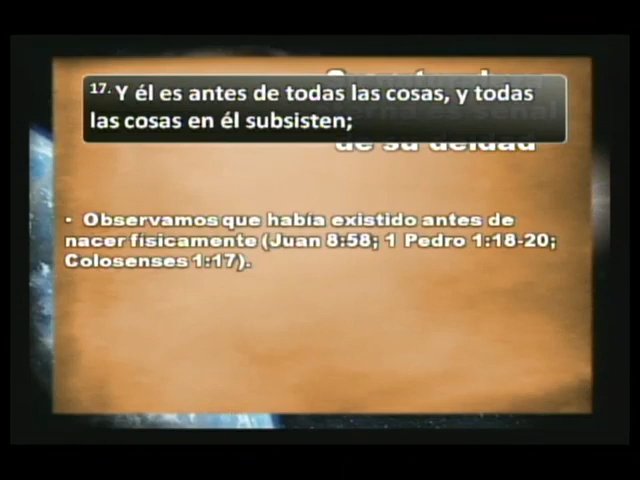 17. Y él es antes de todas las cosas, y todas
las cosas en él subsisten;
de su deidad
• Observamos que había existido antes de
nacer físicamente (Juan 8:58; 1 Pedro 1:18-20;
Colosenses 1:17).